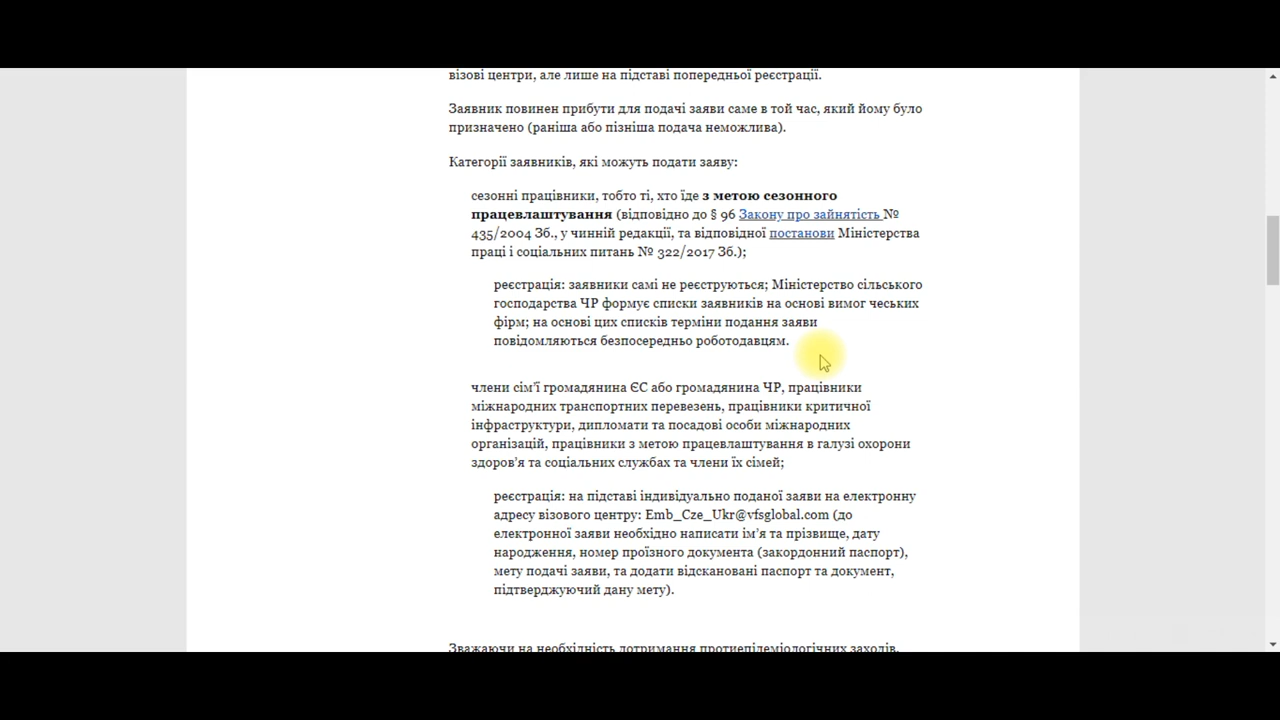 візові центри, але лише на підставі попередньої реєстрації.
Заявник повинен прибути для подачі заяви саме в той час, який йому було
призначено (раніша або пізніша подача неможлива).
Категорії заявників, які можуть подати заяву:
сезонні працівники, тобто ті, хто їде з метою сезонного
працевлаштування (відповідно до § 96 Закону про зайнятість №
435/2004 Зб., у чинній редакції, та відповідної постанови Міністерства
праці і соціальних питань № 322/2017 Зб.);
реєстрація: заявники самі не реєструються; Міністерство сільського
господарства ЧР формує списки заявників на основі вимог чеських
фірм; на основі цих списків терміни подання заяви
повідомляються безпосередньо роботодавцям.
члени сім'ї громадянина ЄС або громадянина ЧР, працівники
міжнародних транспортних перевезень, працівники критичної
інфраструктури, дипломати та посадові особи міжнародних
організацій, працівники з метою працевлаштування в галузі охорони
здоров'я та соціальних службах та члени їх сімей;
реєстрація: на підставі індивідуально поданої заяви на електронну
адресу візового центру: Emb_Cze_Ukr@vfsglobal.com (до
електронної заяви необхідно написати ім'я та прізвище, дату
народження, номер проїзного документа (закордонний паспорт),
мету подачі заяви, та додати відскановані паспорт та документ,
підтверджуючий дану мету).
Зважаючи на необхідність дотримання протиепідеміологічних заходів,